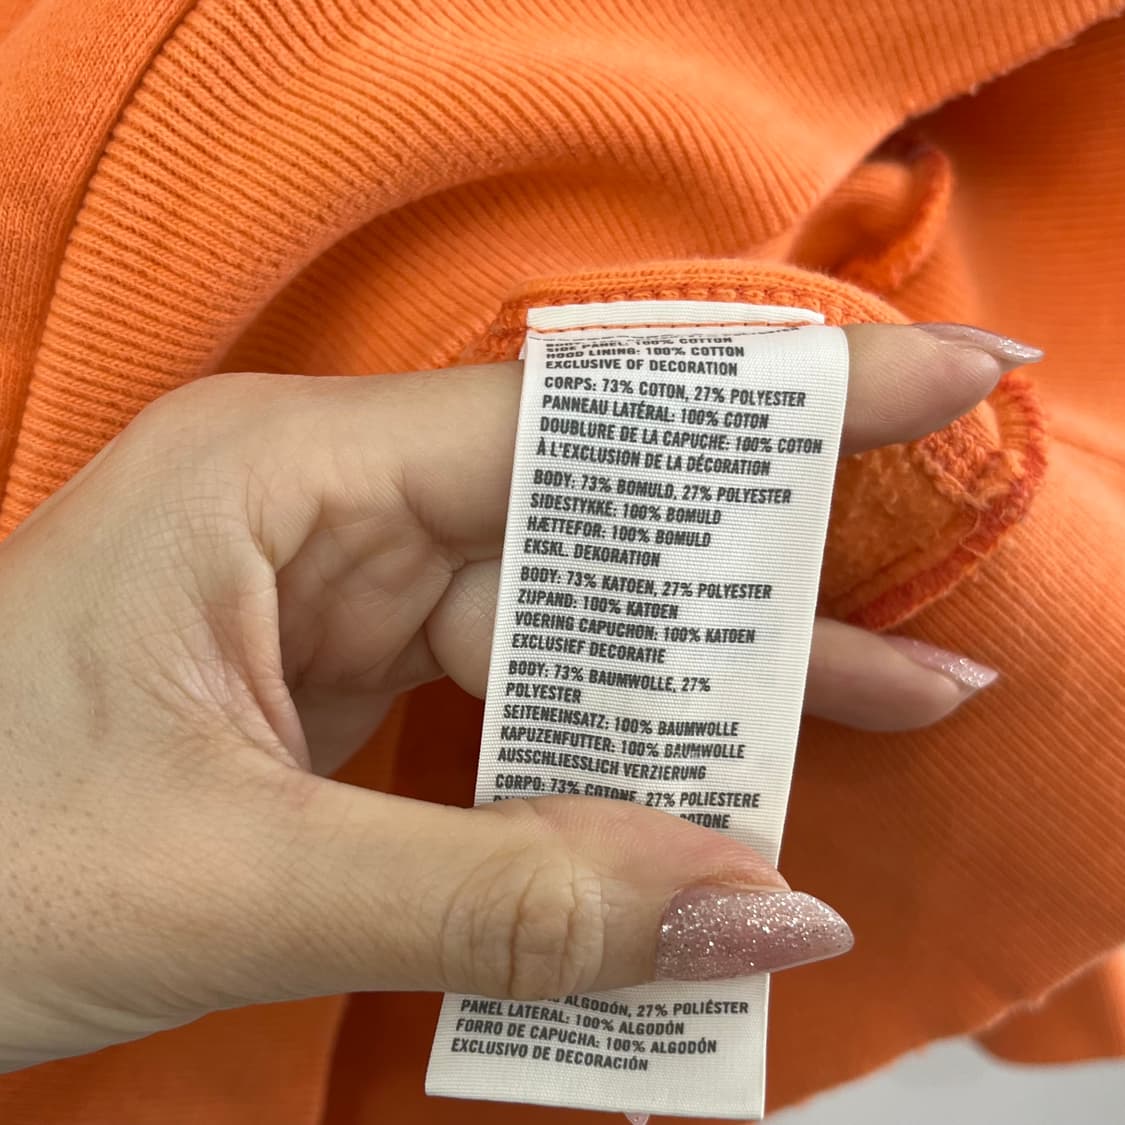 SIDE PANEL: 100% COTTON
HOOD LINING: 100% COTTON
EXCLUSIVE OF DECORATION
CORPS: 73% COTON, 27% POLYESTER
PANNEAU LATÉRAL: 100% COTON
DOUBLURE DE LA CAPUCHE: 100% COTON
À L'EXCLUSION DE LA DÉCORATION
BODY: 73% BOMULD, 27% POLYESTER
SIDESTYKKE: 100% BOMULD
HÆTTEFOR: 100% BOMULD
EKSKL. DEKORATION
BODY: 73% KATOEN, 27% POLYESTER
ZIJPAND: 100% KATOEN
VOERING CAPUCHON: 100% KATOEN
EXCLUSIEF DECORATIE
BODY: 73% BAUMWOLLE, 27%
POLYESTER
SEITENEINSATZ: 100% BAUMWOLLE
KAPUZENFUTTER: 100% BAUMWOLLE
AUSSCHLIESSLICH VERZIERUNG
CORPO: 73% COTONE, 27% POLIESTERE
ALGODÓN, 27% POLIÉSTER
PANEL LATERAL: 100% ALGODÓN
FORRO DE CAPUCHA: 100% ALGODÓN
EXCLUSIVO DE DECORACIÓN